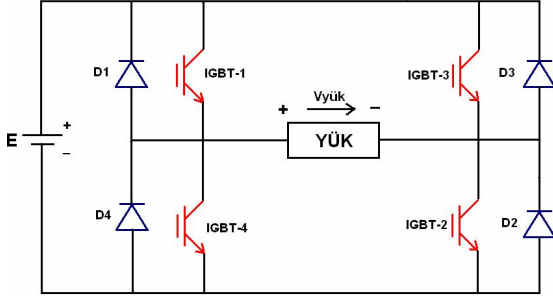 D1
IGBT-1
IGBT-3
D3
+ Vyük −
E + −
YÜK
D4
IGBT-4
IGBT-2
D2